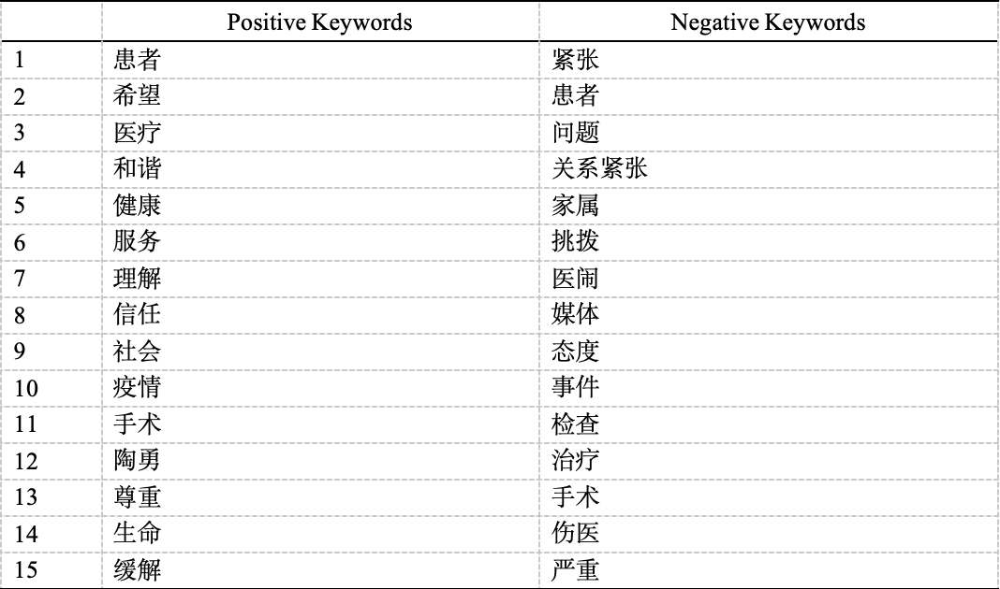 Positive Keywords Negative Keywords
1 患者 紧张
2 希望 患者
3 医疗 问题
4 和谐 关系紧张
5 健康 家属
6 服务 挑拨
7 理解 医闹
8 信任 媒体
9 社会 态度
10 疫情 事件
11 手术 检查
12 陶勇 治疗
13 尊重 手术
14 生命 伤医
15 缓解 严重